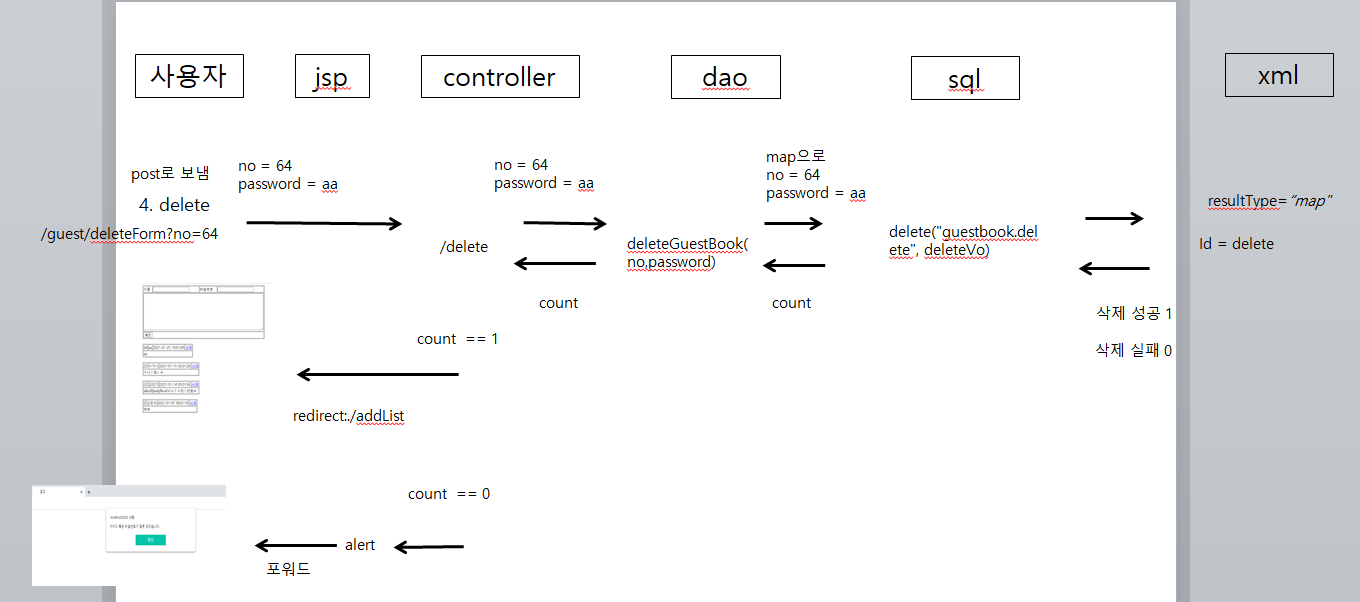 사용자
jsp
controller
dao
sql
xml
post로 보냄
4. delete
/guest/deleteForm?no=64
no = 64
password = aa
/delete
no = 64
password = aa
deleteGuestBook(
no,password)
map으로
no = 64
password = aa
delete("guestbook.del
ete", deleteVo)
resultType="map"
Id = delete
count
count
삭제 성공 1
삭제 실패 0
count == 1
redirect:./addList
count == 0
alert
포워드